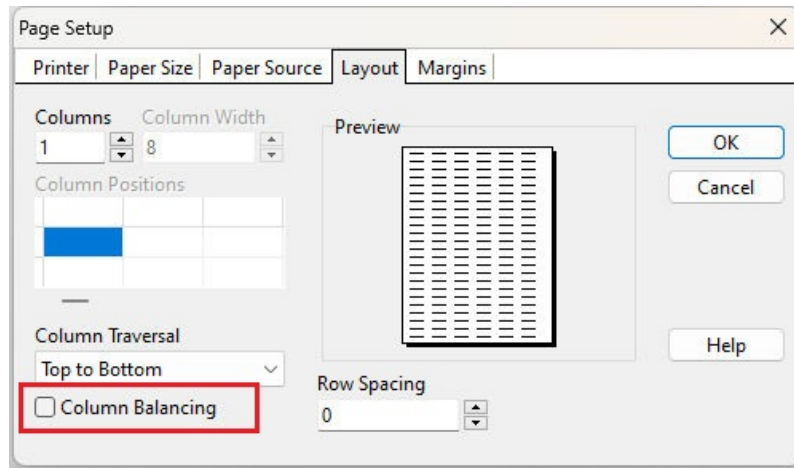 Page Setup
Printer Paper Size Paper Source Layout Margins
Columns Column Width
1 8
Column Positions
Column Traversal
Top to Bottom
Column Balancing
Preview
Row Spacing
0
OK
Cancel
Help